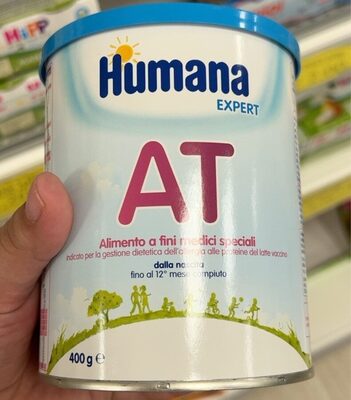 HiPP
Humana
EXPERT
AT
Alimento a fini medici speciali
indicato per la gestione dietetica dell'allergia alle proteine del latte vaccino
dalla nascita
fino al 12° mese compiuto
400g e